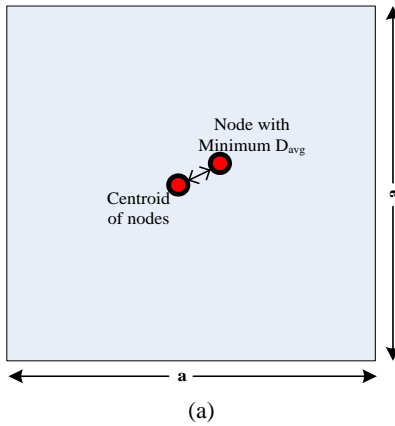 Node with
Minimum D_avg
Centroid
of nodes
a
a
(a)